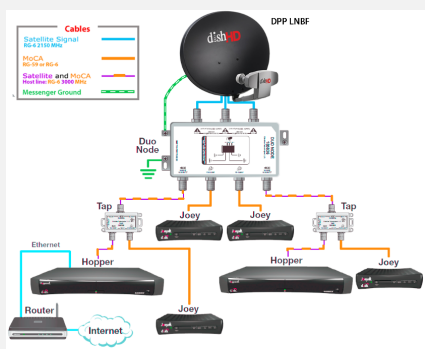 DPP LNBF
dishHD
Cables
Satellite Signal
RG-6 2150 MHz
MoCA
RG-59 or RG-6
Satellite and MoCA
Host line: RG-6 3000 MHz
Messenger Ground
Duo
Node
DUO NODE
Tap
Joey
Joey
Tap
Ethernet
Hopper
Hopper
Joey
Router
Joey
Internet...